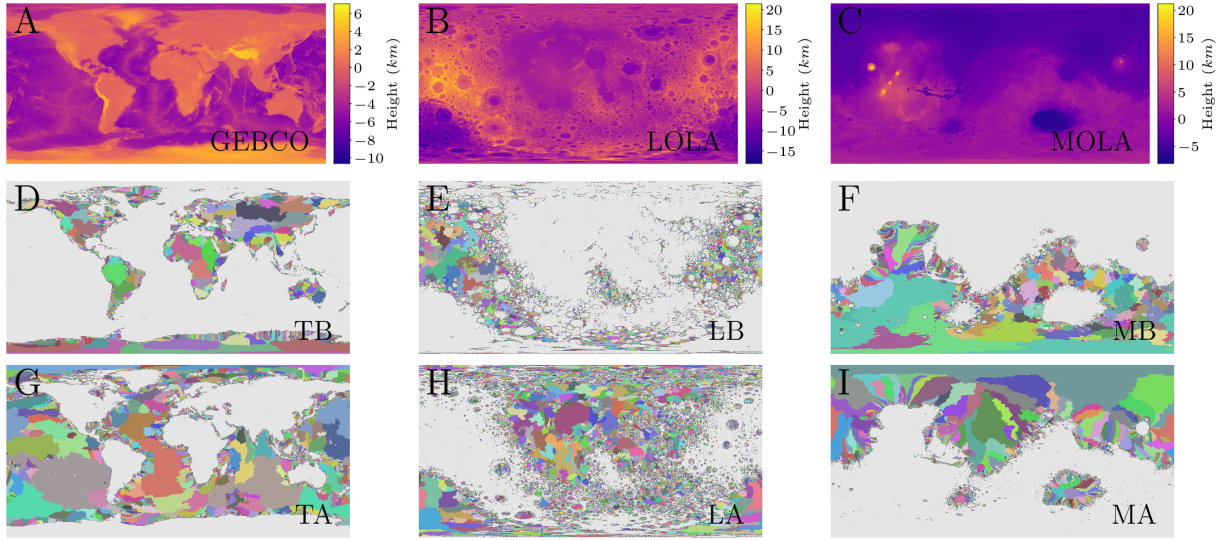 A
GEBCO
6
4
2
0
−2
−4
−6
−8
−10
Height (km)
B
LOLA
20
15
10
5
0
−5
−10
−15
Height (km)
C
MOLA
20
15
10
5
0
−5
Height (km)
D
TB
E
LB
F
MB
G
TA
H
LA
I
MA